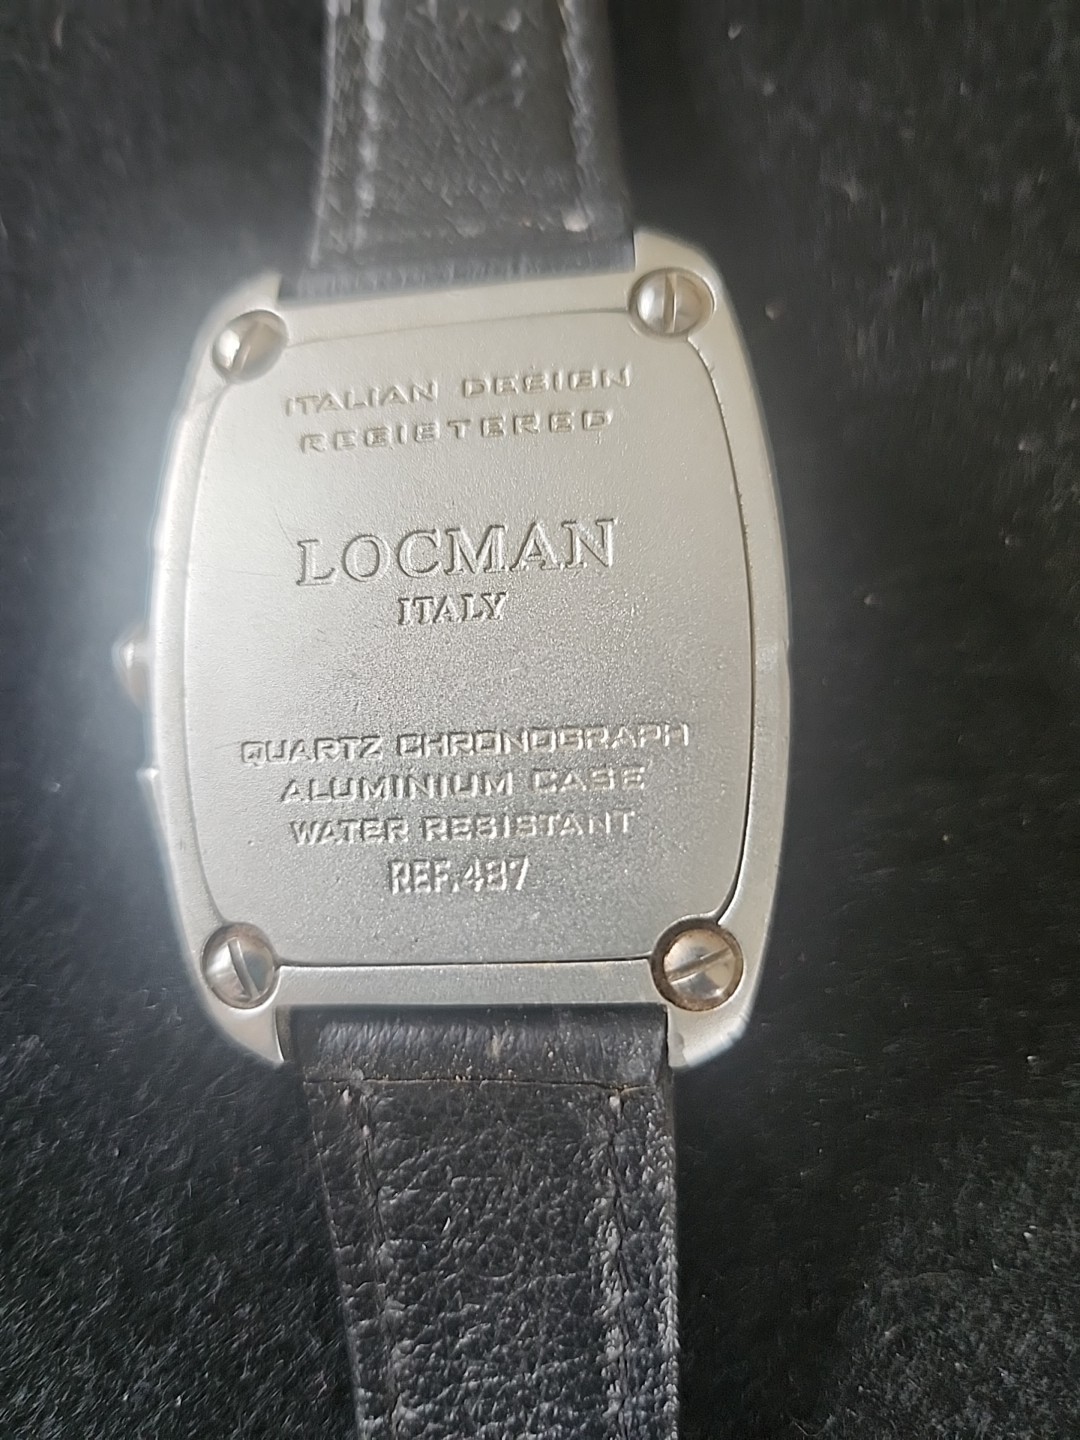 ITALIAN DESIGN
REGISTERED
LOCMAN
ITALY
QUARTZ CHRONOGRAPH
ALUMINIUM CASE
WATER RESISTANT
REF.487